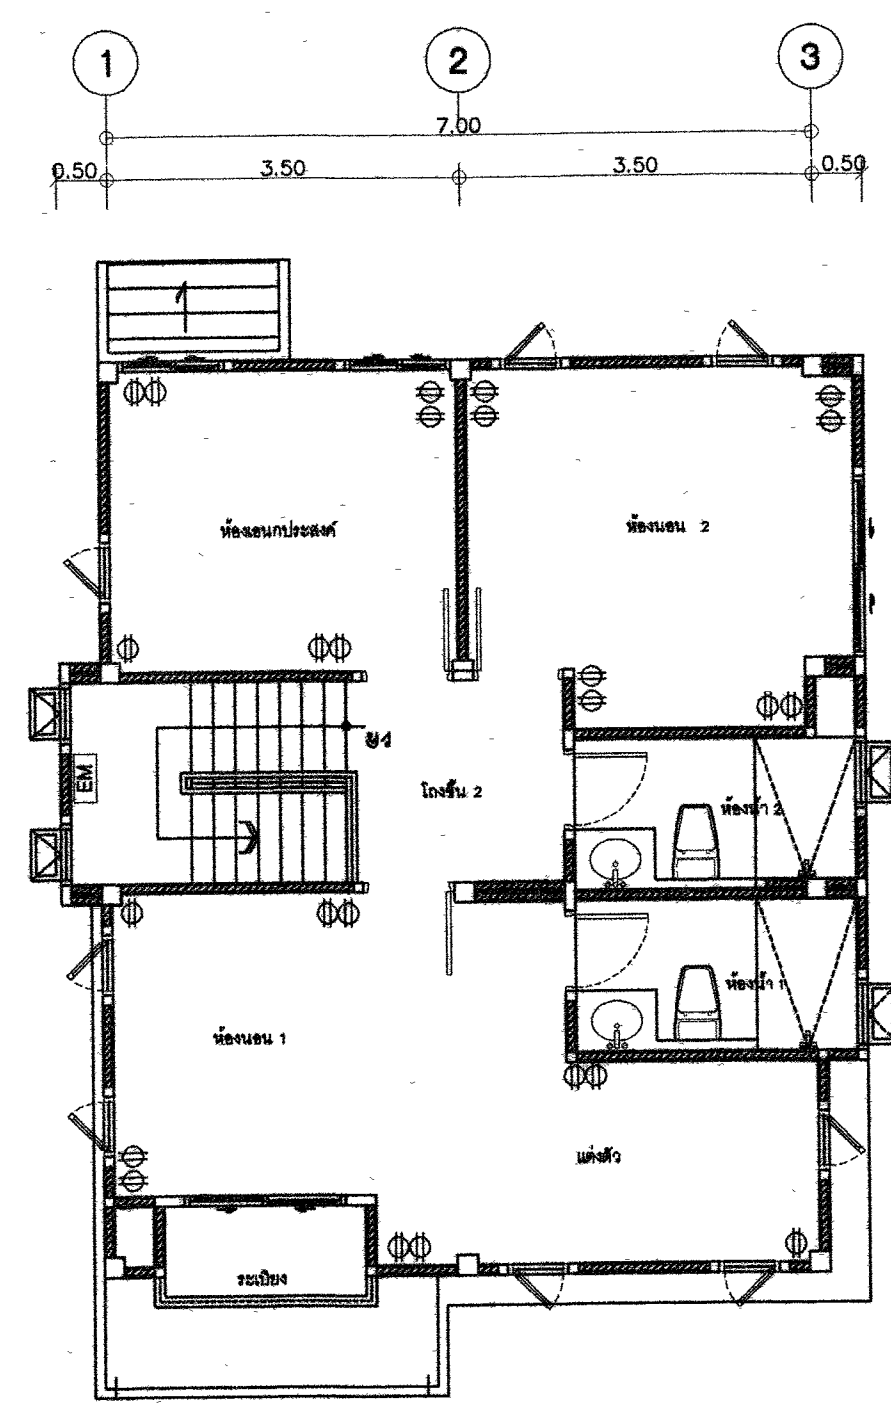 1 2 3
7.00
0.50 3.50 3.50 0.50
ห้องเอนกประสงค์
ห้องนอน 2
โถงชั้น 2
EM
ห้องน้ำ 2
ห้องน้ำ 1
ห้องนอน 1
แต่งตัว
ระเบียง